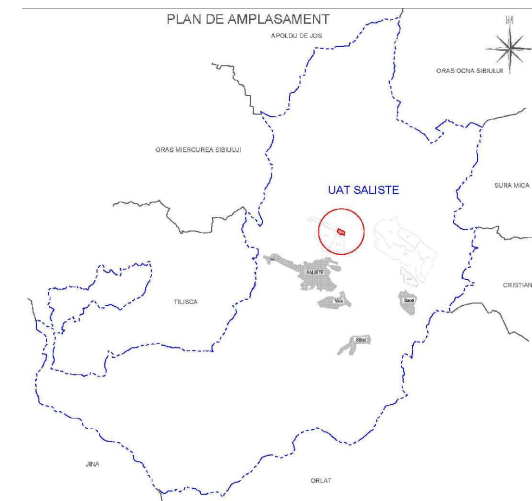 PLAN DE AMPLASAMENT
N
APOLDU DE JOS
ORAS OCNA SIBIULUI
ORAS MIERCUREA SIBIULUI
UAT SALISTE
SURA MICA
SALISTE
CRISTIAN
TILISCA
Vale
Sibiel
JINA
ORLAT